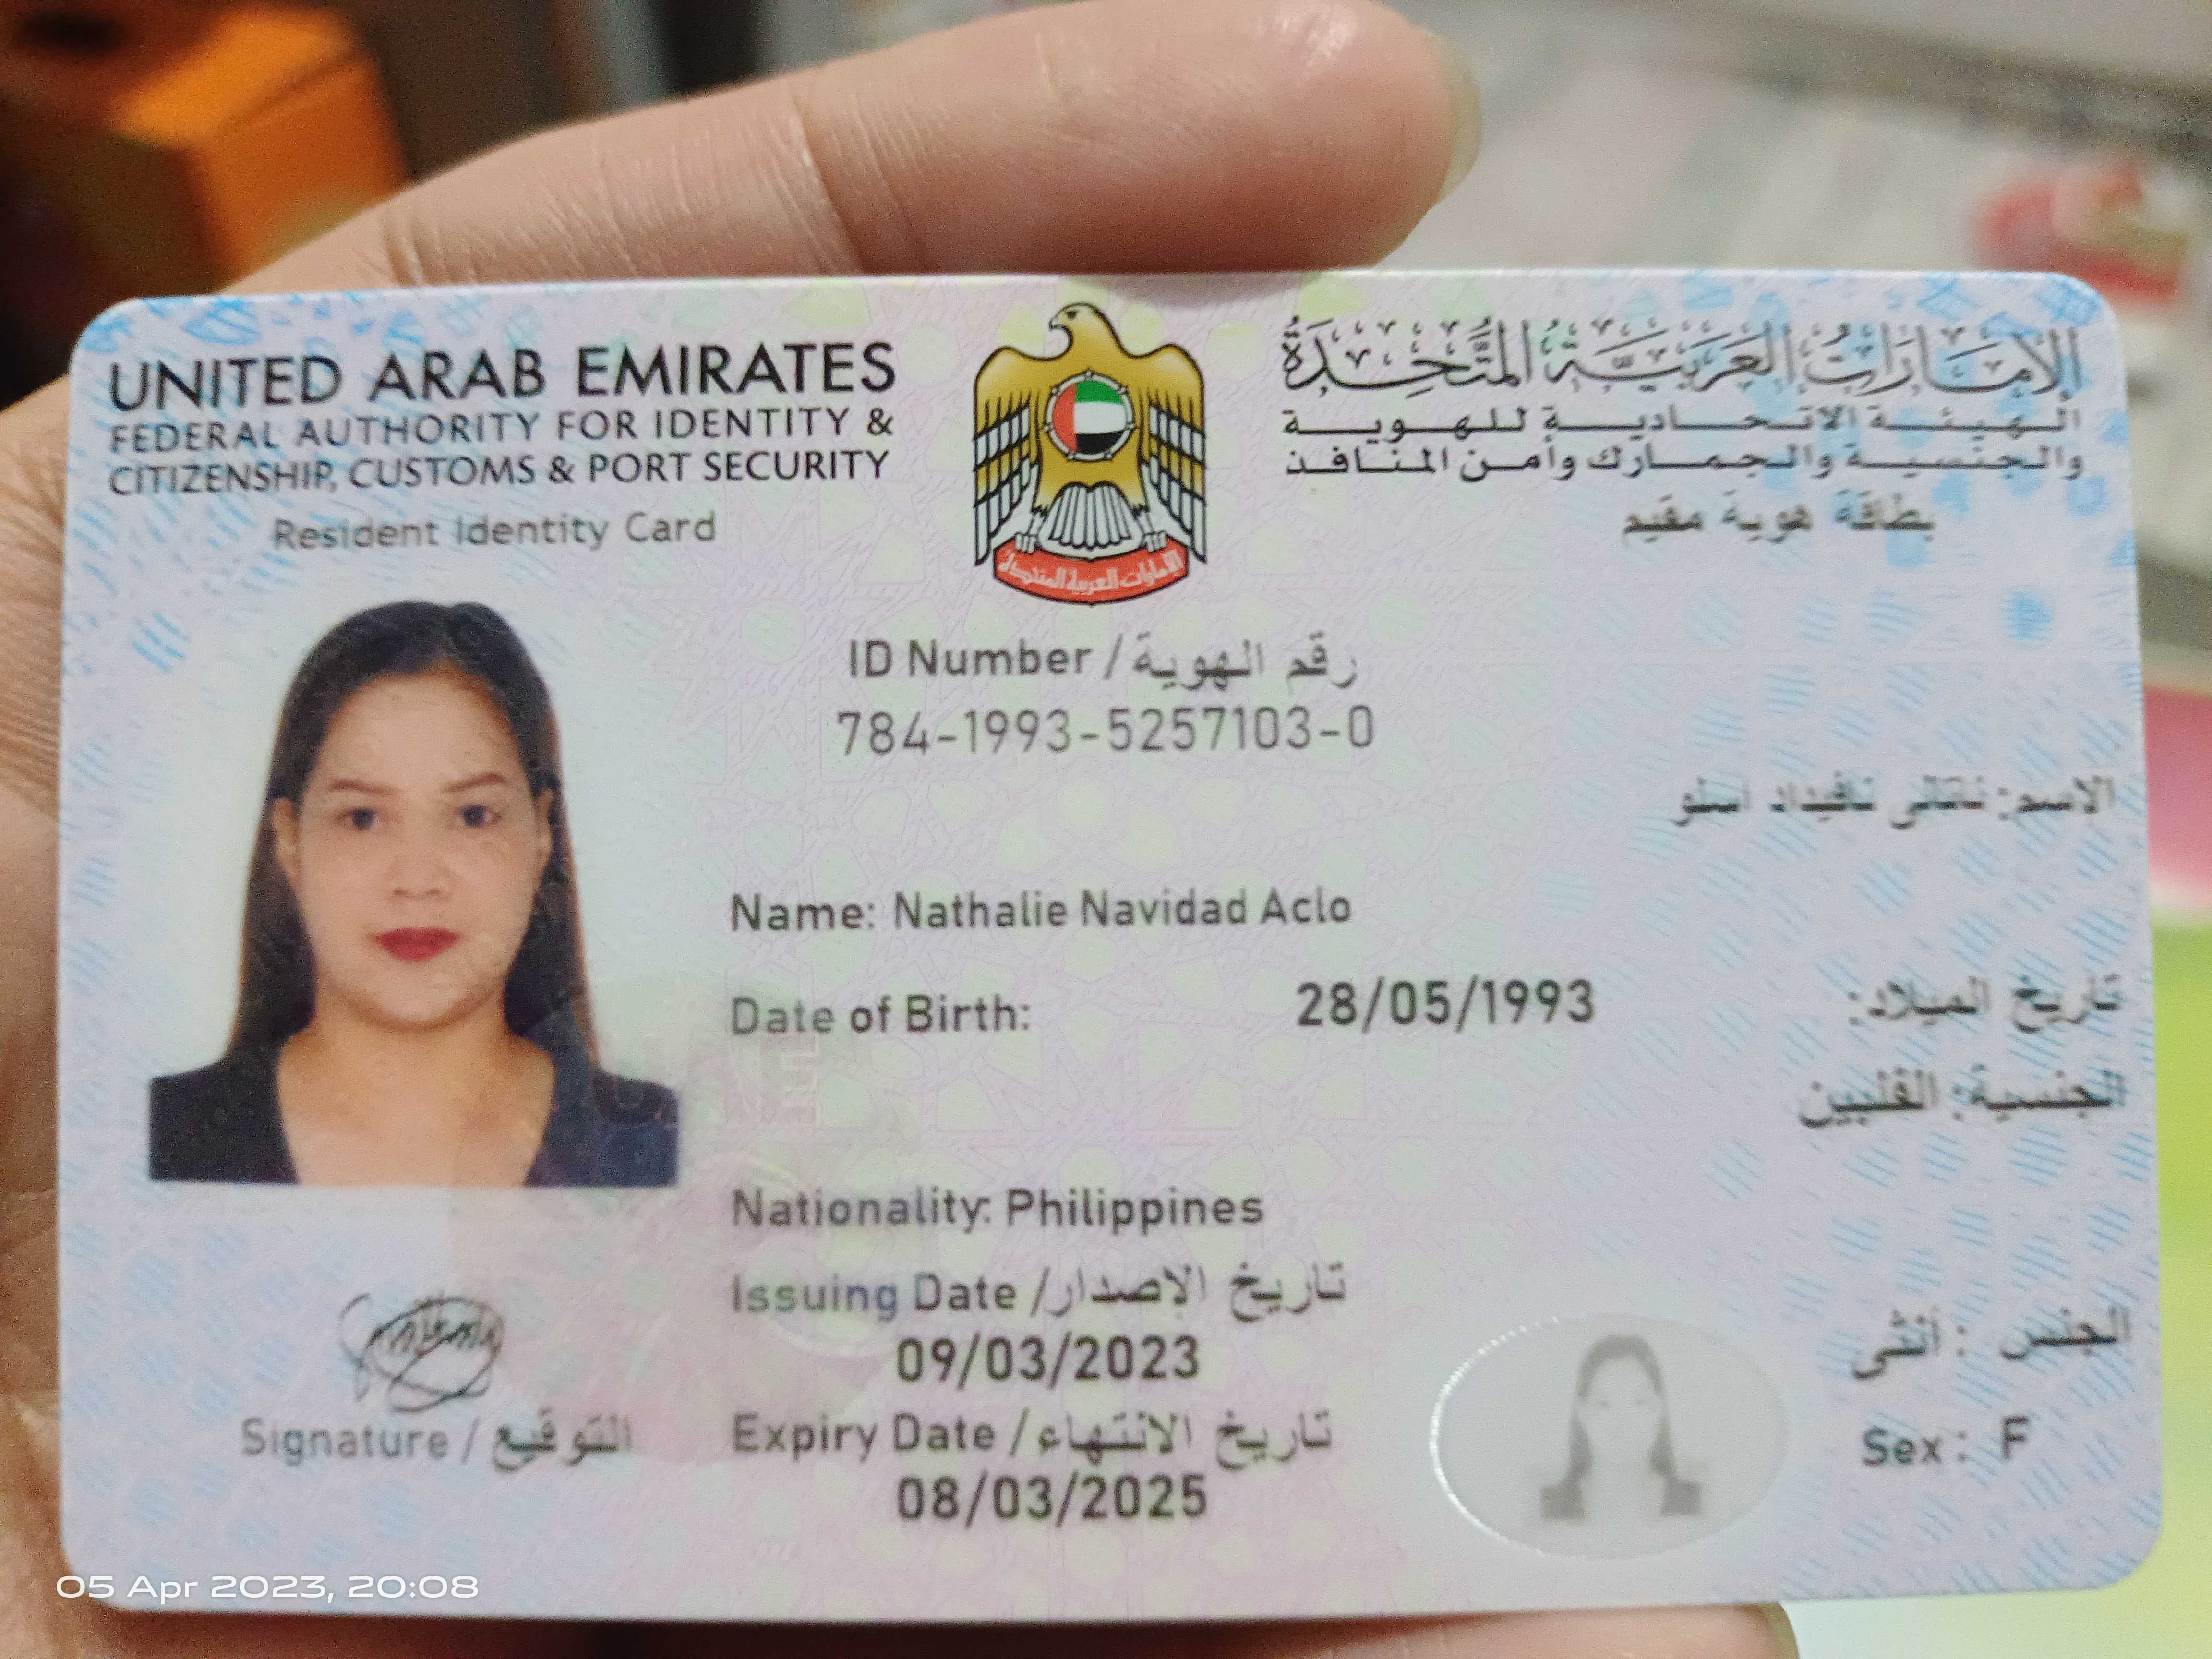 UNITED ARAB EMIRATES
FEDERAL AUTHORITY FOR IDENTITY &
CITIZENSHIP, CUSTOMS & PORT SECURITY
Resident Identity Card
الإمارات العربية المتحدة
الهيئة الاتحادية للهوية
والجنسية والجمارك وأمن المنافذ
بطاقة هوية مقيم
الإمارات العربية المتحدة
ID Number / رقم الهوية
784-1993-5257103-0
الاسم: ناتالى نافيداد اسلو
Name: Nathalie Navidad Aclo
Date of Birth: 28/05/1993 تاريخ الميلاد:
الجنسية: الفلبين
Nationality: Philippines
Issuing Date / تاريخ الإصدار
09/03/2023
Expiry Date / تاريخ الانتهاء
08/03/2025
الجنس : أنثى
Sex: F
Signature / التوقيع
05 Apr 2023, 20:08